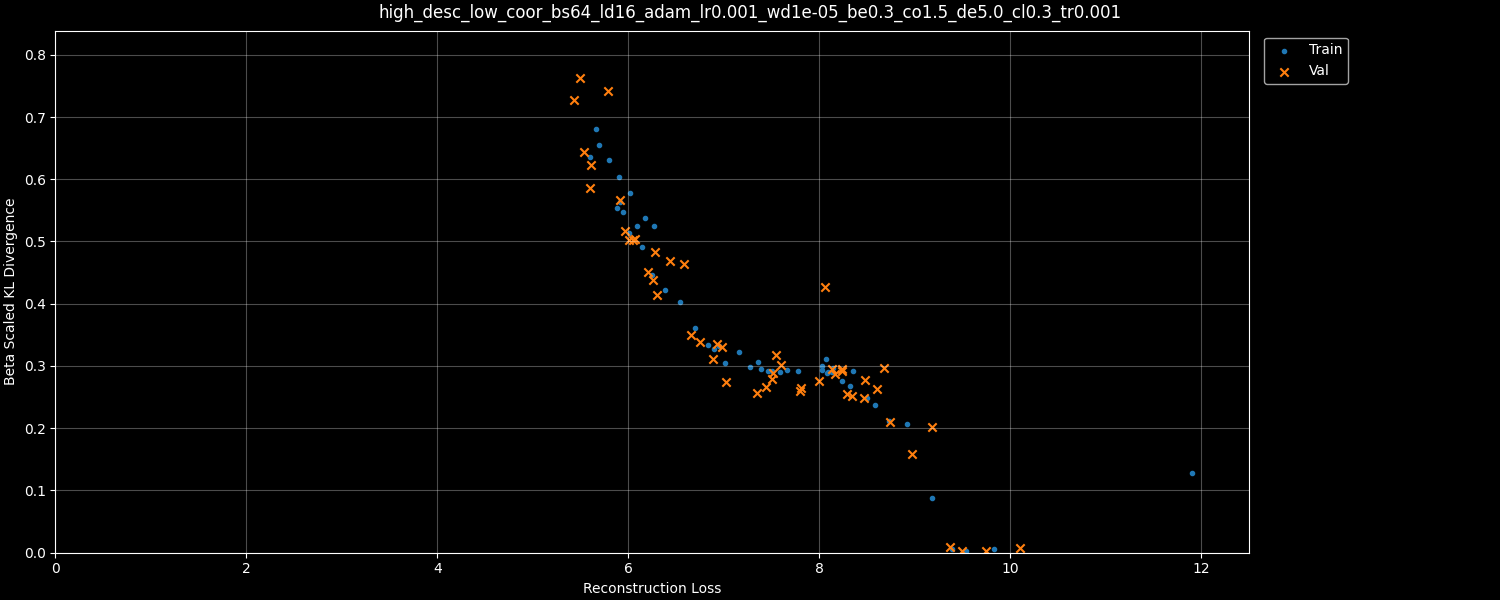 high_desc_low_coor_bs64_ld16_adam_lr0.001_wd1e-05_be0.3_co1.5_de5.0_cl0.3_tr0.001
Train
Val
Beta Scaled KL Divergence
0.8
0.7
0.6
0.5
0.4
0.3
0.2
0.1
0.0
0 2 4 6 8 10 12
Reconstruction Loss